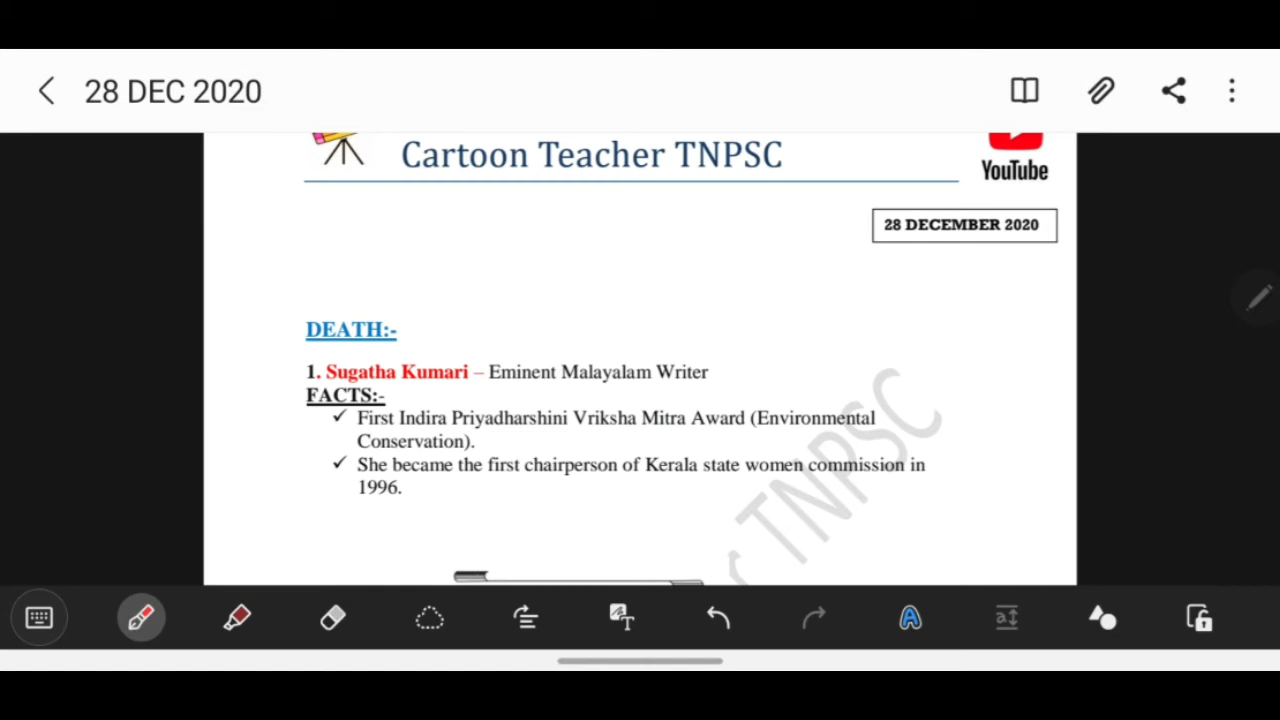 28 DEC 2020
Cartoon Teacher TNPSC
YouTube
28 DECEMBER 2020
DEATH:-
1. Sugatha Kumari – Eminent Malayalam Writer
FACTS:-
✓ First Indira Priyadharshini Vriksha Mitra Award (Environmental
Conservation).
✓ She became the first chairperson of Kerala state women commission in
1996.
TNPSC